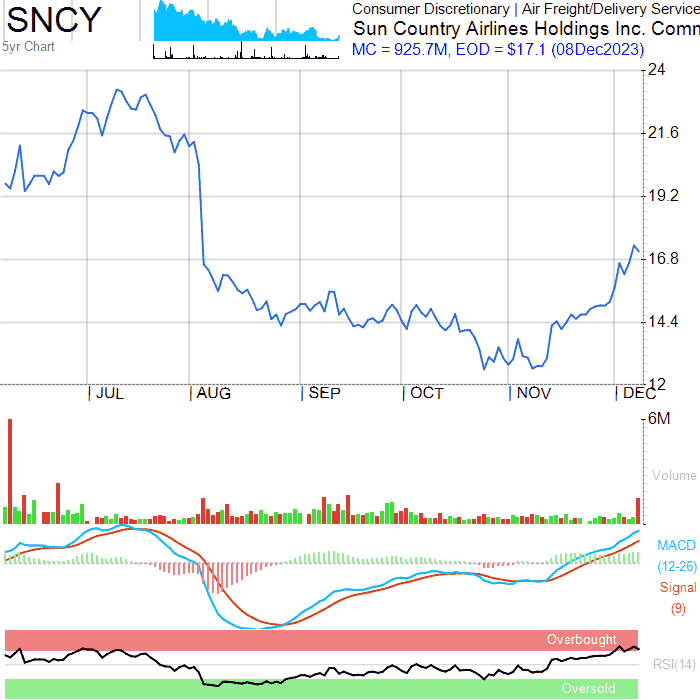 SNCY
5yr Chart
Consumer Discretionary | Air Freight/Delivery Service
Sun Country Airlines Holdings Inc. Comm
MC = 925.7M, EOD = $17.1 (08Dec2023)
24
21.6
19.2
16.8
14.4
12
JUL
AUG
SEP
OCT
NOV
DEC
6M
Volume
MACD
(12-26)
Signal
(9)
Overbought
RSI(14)
Oversold